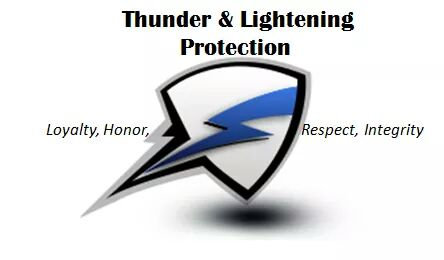 Thunder & Lightening
Protection
Loyalty, Honor, Respect, Integrity